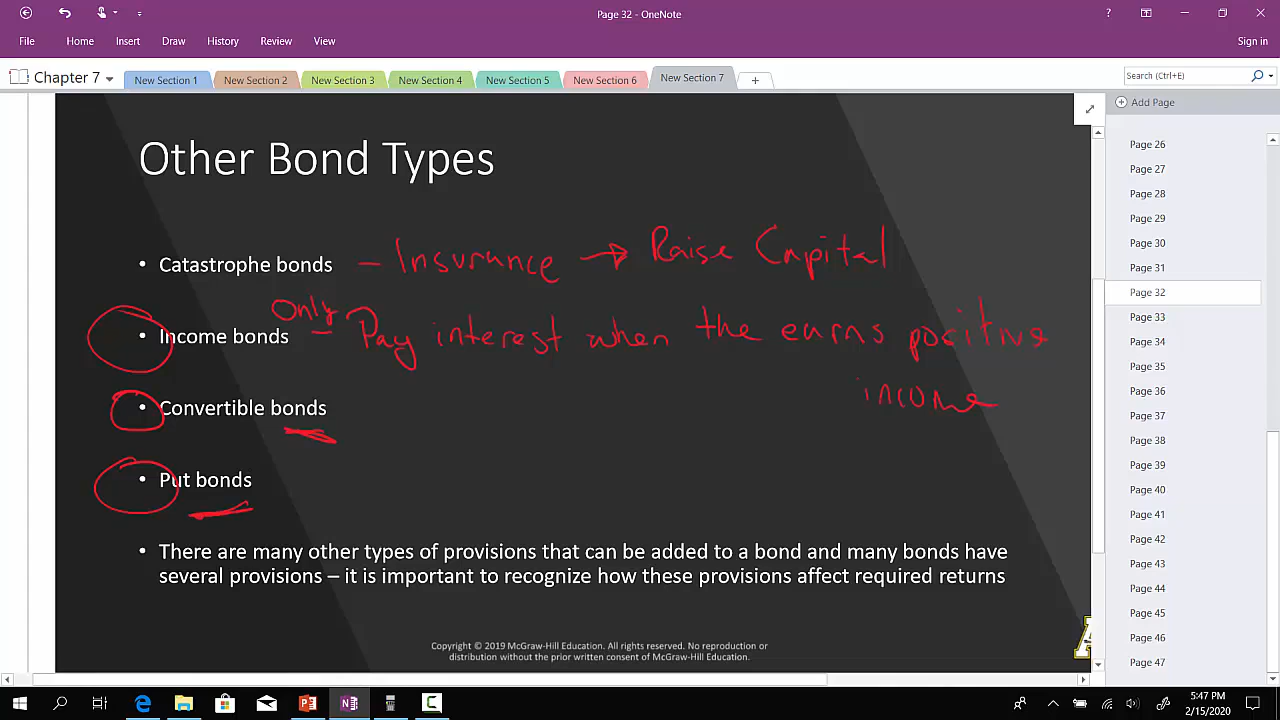 Page 32 - OneNote
File Home Insert Draw History Review View Sign in
Chapter 7 New Section 1 New Section 2 New Section 3 New Section 4 New Section 5 New Section 6 New Section 7 Search (Ctrl+E)
Add Page
Other Bond Types
• Catastrophe bonds – Insurance → Raise Capital
Only
• Income bonds Pay interest when the earns positive
income
• Convertible bonds
• Put bonds
• There are many other types of provisions that can be added to a bond and many bonds have
several provisions – it is important to recognize how these provisions affect required returns
Copyright © 2019 McGraw-Hill Education. All rights reserved. No reproduction or
distribution without the prior written consent of McGraw-Hill Education.
Page 26
Page 27
Page 28
Page 29
Page 30
Page 31
Page 32
Page 33
Page 34
Page 35
Page 36
Page 37
Page 38
Page 39
Page 40
Page 41
Page 42
Page 43
Page 44
Page 45
Page 46
Page 47
5:47 PM
2/15/2020